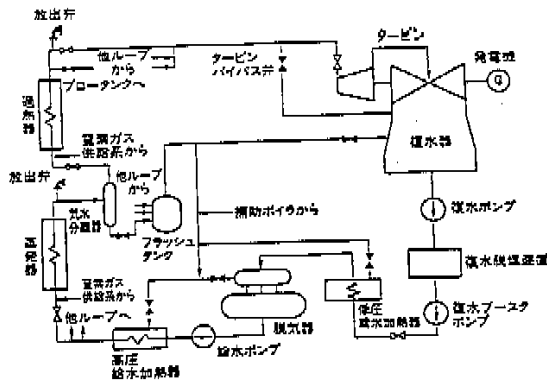 放出弁
他ループ
から
ブロータンクへ
過熱器
タービン
バイパス弁
タービン
発電機
G
復水器
窒素ガス
供給系から
放出弁
他ループ
から
気水
分離器
フラッシュ
タンク
補助ボイラから
蒸発器
窒素ガス
供給系から
他ループへ
高圧
給水加熱器
給水ポンプ
脱気器
低圧
給水加熱器
復水ポンプ
復水脱塩装置
復水ブースタ
ポンプ